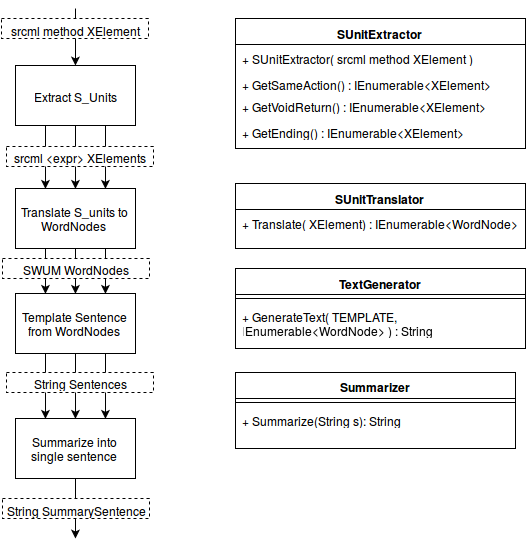 srcml method XElement
Extract S_Units
srcml <expr> XElements
Translate S_units to
WordNodes
SWUM WordNodes
Template Sentence
from WordNodes
String Sentences
Summarize into
single sentence
String SummarySentence
SUnitExtractor
+ SUnitExtractor( srcml method XElement )
+ GetSameAction() : IEnumerable<XElement>
+ GetVoidReturn() : IEnumerable<XElement>
+ GetEnding() : IEnumerable<XElement>
SUnitTranslator
+ Translate( XElement) : IEnumerable<WordNode>
TextGenerator
+ GenerateText( TEMPLATE,
IEnumerable<WordNode> ) : String
Summarizer
+ Summarize(String s): String